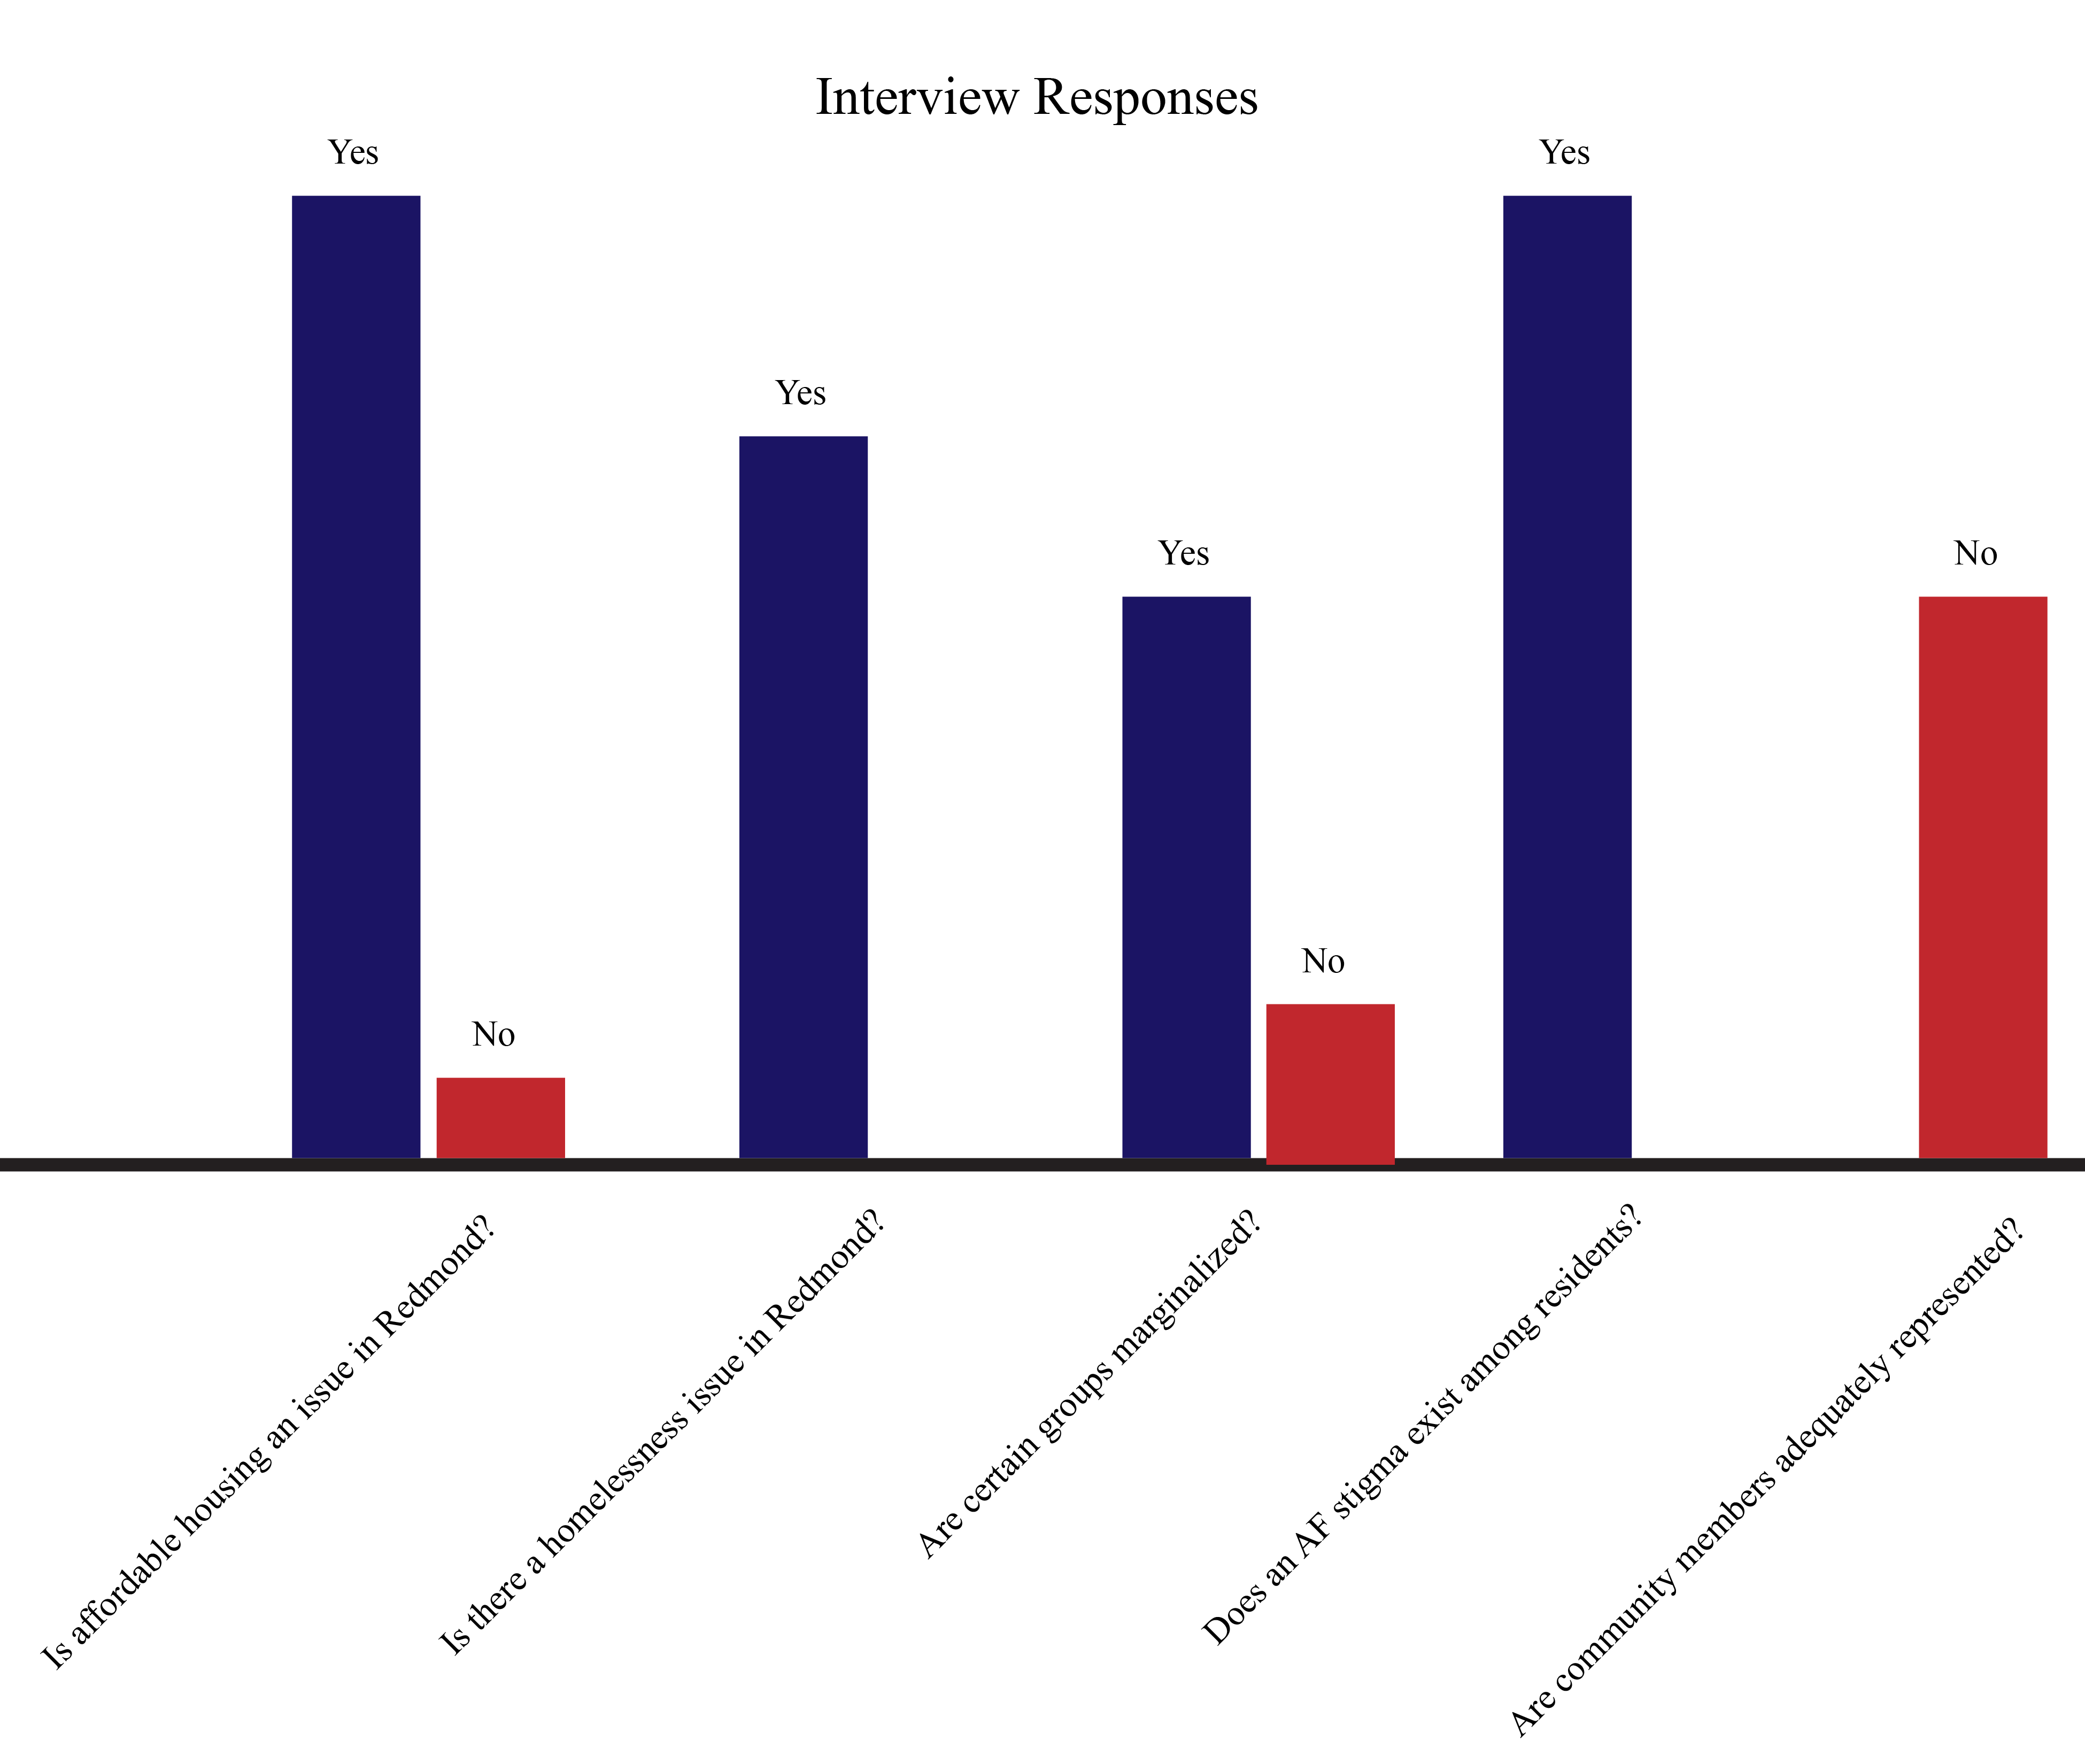 Interview Responses
Yes
Yes
Yes
Yes
No
No
No
Is affordable housing an issue in Redmond?
Is there a homelessness issue in Redmond?
Are certain groups marginalized?
Does an AF stigma exist among residents?
Are community members adequately represented?